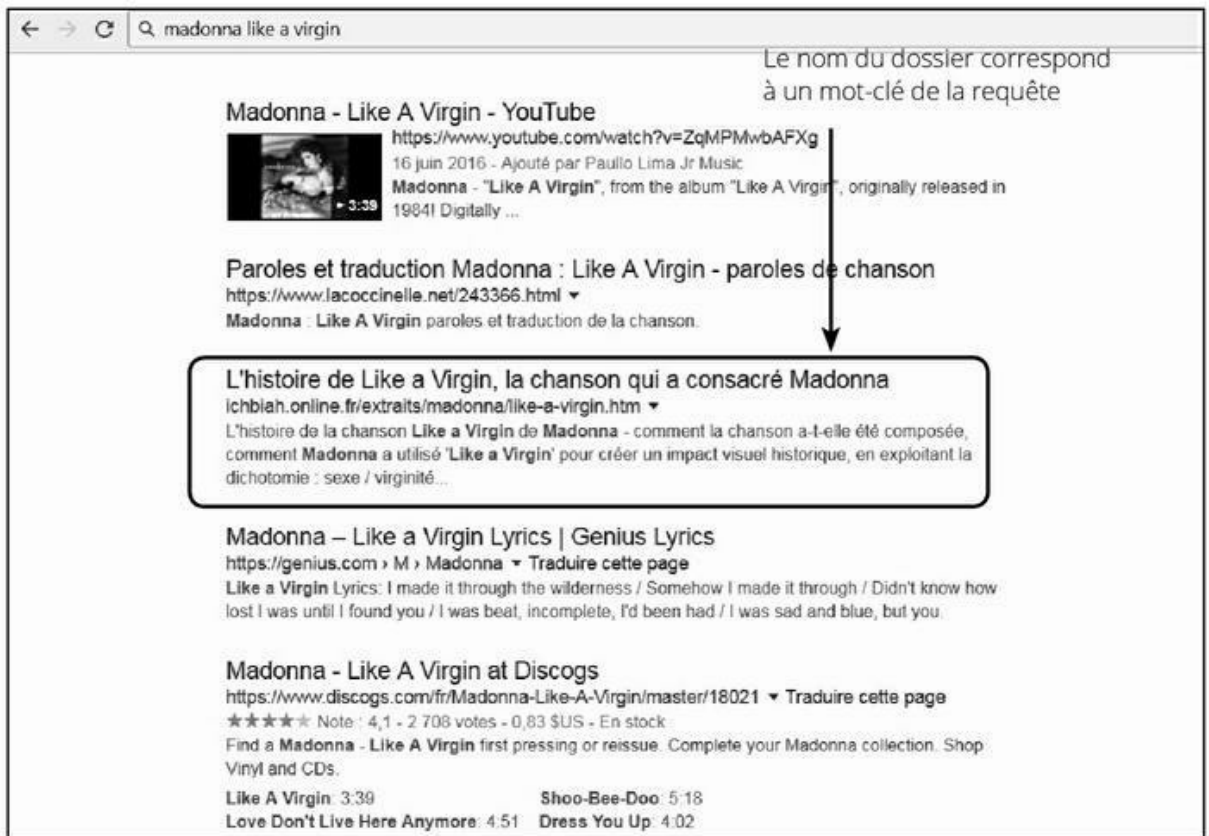 madonna like a virgin
Le nom du dossier correspond
à un mot-clé de la requête
Madonna - Like A Virgin - YouTube
https://www.youtube.com/watch?v=ZqMPMwbAFXg
16 juin 2016 - Ajouté par Paullo Lima Jr Music
Madonna - "Like A Virgin", from the album "Like A Virgin", originally released in
1984! Digitally ...
3:39
Paroles et traduction Madonna : Like A Virgin - paroles de chanson
https://www.lacoccinelle.net/243366.html
Madonna : Like A Virgin paroles et traduction de la chanson.
L'histoire de Like a Virgin, la chanson qui a consacré Madonna
ichbiah.online.fr/extraits/madonna/like-a-virgin.htm
L'histoire de la chanson Like a Virgin de Madonna - comment la chanson a-t-elle été composée,
comment Madonna a utilisé 'Like a Virgin' pour créer un impact visuel historique, en exploitant la
dichotomie : sexe / virginité...
Madonna – Like a Virgin Lyrics | Genius Lyrics
https://genius.com › M › Madonna ▾ Traduire cette page
Like a Virgin Lyrics: I made it through the wilderness / Somehow I made it through / Didn't know how
lost I was until I found you / I was beat, incomplete, I'd been had / I was sad and blue, but you.
Madonna - Like A Virgin at Discogs
https://www.discogs.com/fr/Madonna-Like-A-Virgin/master/18021 ▾ Traduire cette page
★★★★★ Note : 4,1 - 2 708 votes - 0,83 $US - En stock
Find a Madonna - Like A Virgin first pressing or reissue. Complete your Madonna collection. Shop
Vinyl and CDs.
Like A Virgin: 3:39 Shoo-Bee-Doo: 5:18
Love Don't Live Here Anymore: 4:51 Dress You Up: 4:02